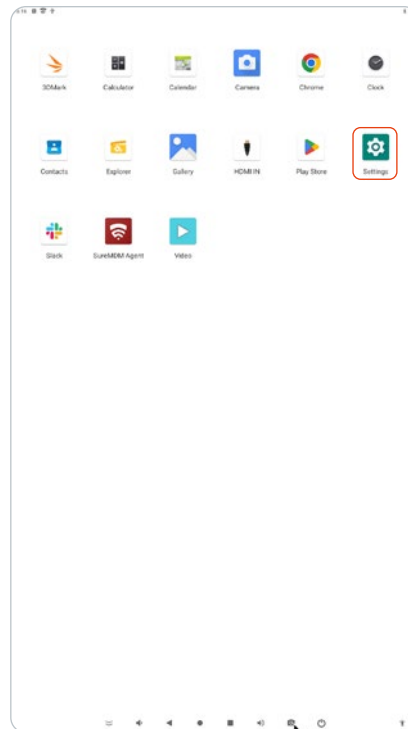 3DMark Calculator Calendar Camera Chrome Clock
Contacts Explorer Gallery HDMI IN Play Store Settings
Slack SureMDM Agent Video